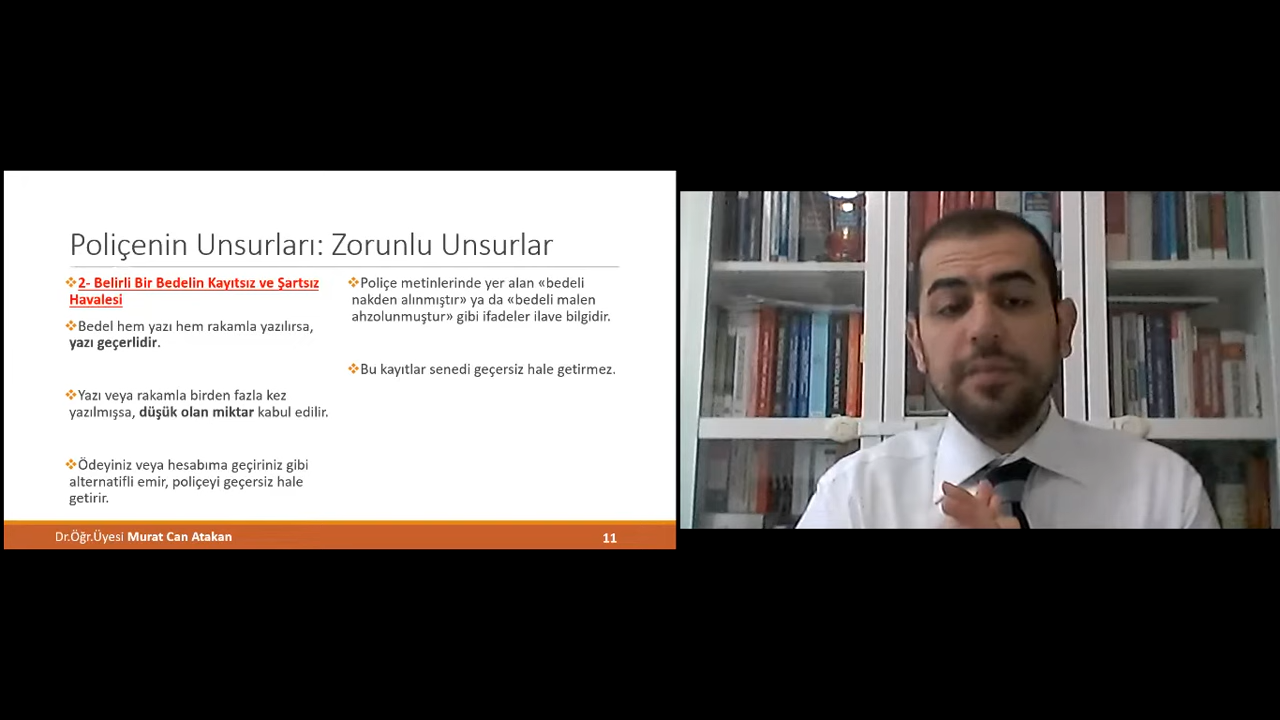 Poliçenin Unsurları: Zorunlu Unsurlar
2- Belirli Bir Bedelin Kayıtsız ve Şartsız
Havalesi
Bedel hem yazı hem rakamla yazılırsa,
yazı geçerlidir.
Yazı veya rakamla birden fazla kez
yazılmışsa, düşük olan miktar kabul edilir.
Ödeyiniz veya hesabıma geçiriniz gibi
alternatifli emir, poliçeyi geçersiz hale
getirir.
Poliçe metinlerinde yer alan «bedeli
nakden alınmıştır» ya da «bedeli malen
ahzolunmuştur» gibi ifadeler ilave bilgidir.
Bu kayıtlar senedi geçersiz hale getirmez.
Dr.Öğr.Üyesi Murat Can Atakan
11